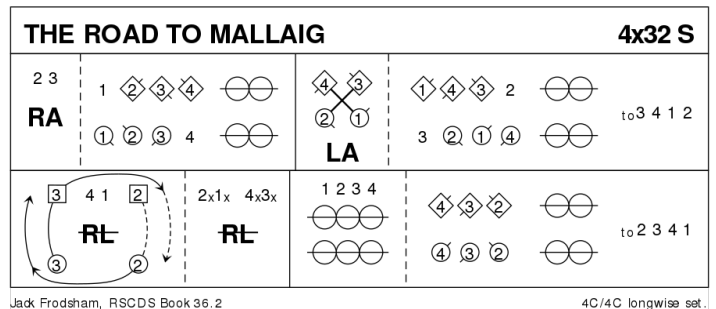 THE ROAD TO MALLAIG 4x32 S
2 3
RA
1 2 3 4
1 2 3 4
4 3
2 1
LA
1 4 3 2
3 2 1 4
to 3 4 1 2
3 4 1 2
RL
3 2
2x1x 4x3x
RL
1 2 3 4
4 3 2
4 3 2
to 2 3 4 1
Jack Frodsham, RSCDS Book 36.2 4C/4C longwise set.